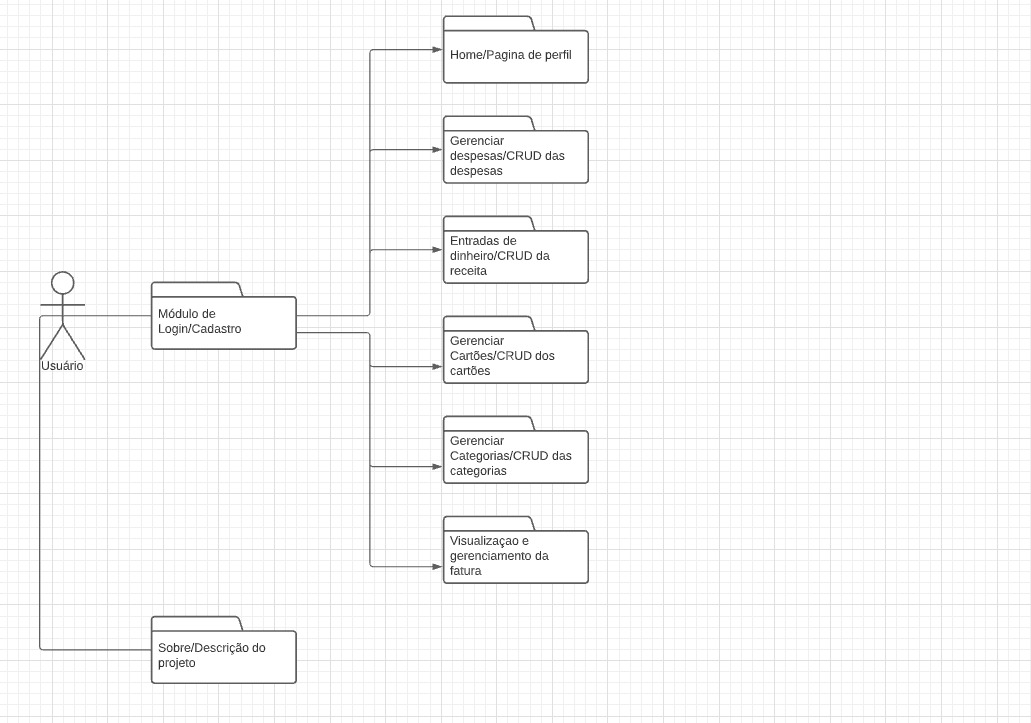 Home/Pagina de perfil
Gerenciar
despesas/CRUD das
despesas
Entradas de
dinheiro/CRUD da
receita
Usuário
Módulo de
Login/Cadastro
Gerenciar
Cartões/CRUD dos
cartões
Gerenciar
Categorias/CRUD das
categorias
Visualizaçao e
gerenciamento da
fatura
Sobre/Descrição do
projeto